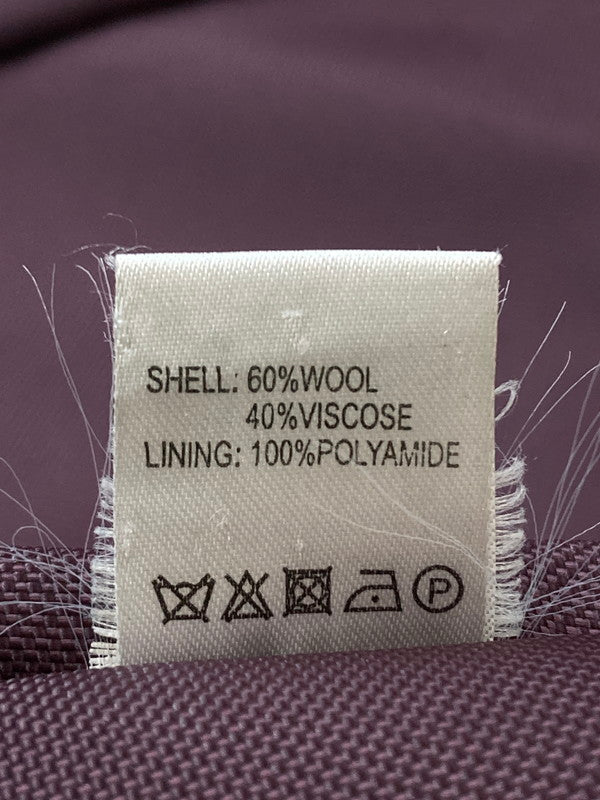 SHELL: 60%WOOL
40%VISCOSE
LINING: 100%POLYAMIDE
P